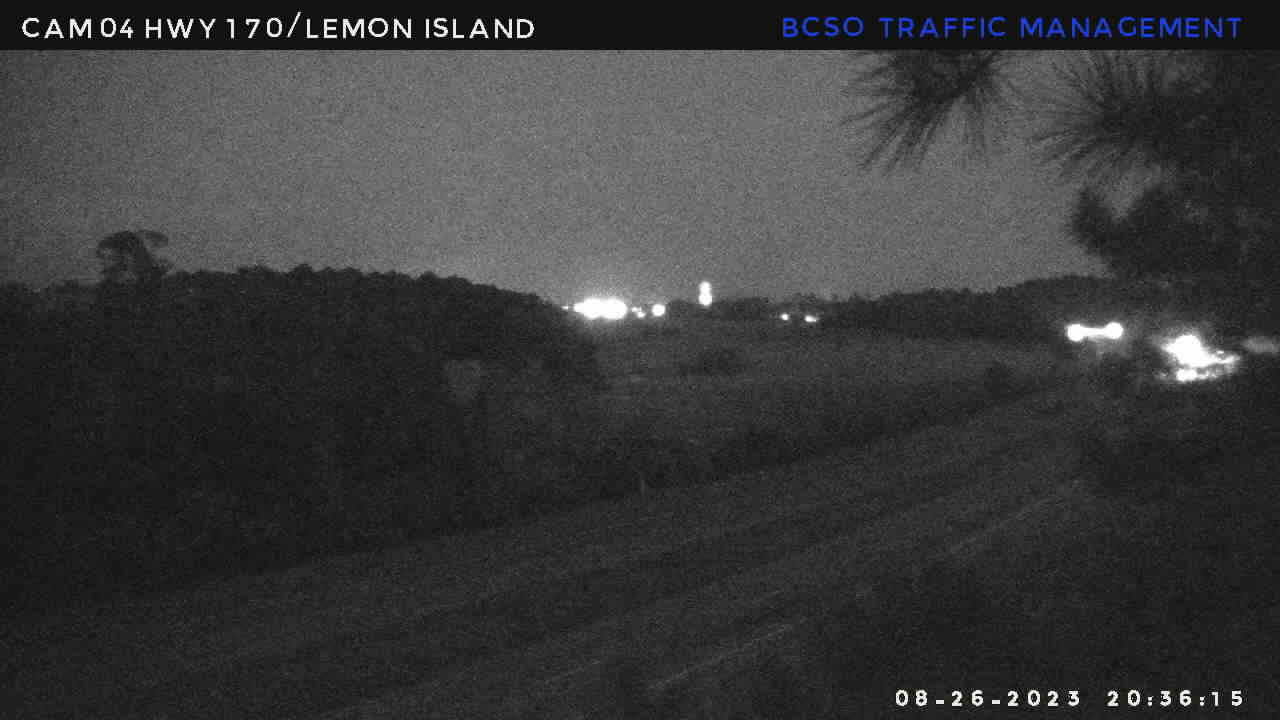 CAM 04 HWY 170/LEMON ISLAND
BCSO TRAFFIC MANAGEMENT
08-26-2023 20:36:15